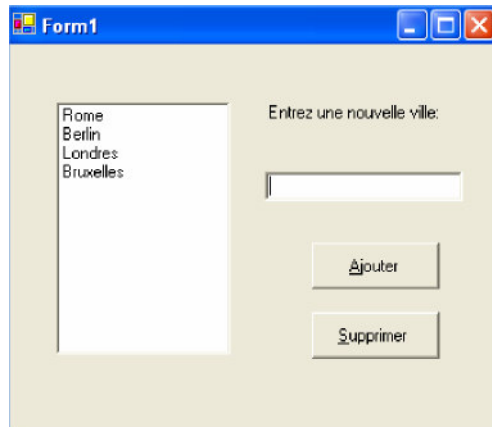 Form1
Rome
Berlin
Londres
Bruxelles
Entrez une nouvelle ville:
Ajouter
Supprimer